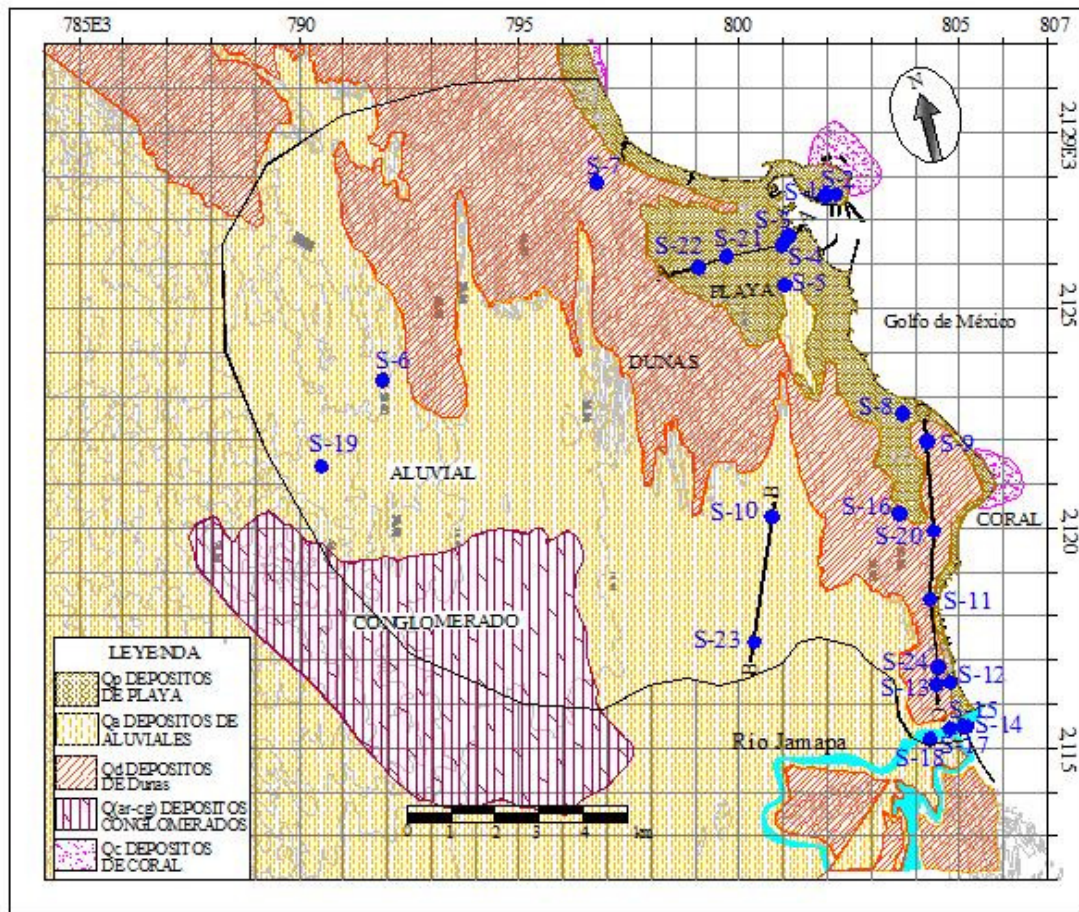 785E3 790 795 800 805 807
N
2,129E3
S-7
S-2
S-1
S-3
S-21
S-4
S-22
S-5
PLAYA
2,125
Golfo de México
DUNAS
S-6
S-8
S-9
S-19
ALUVIAL
B
S-10
S-16
CORAL
S-20
2,120
S-11
CONGLOMERADO
S-23
S-24
S-12
S-13
S-15
S-14
Rio Jamapa
S-17
S-18
2,115
LEYENDA
Qp DEPOSITOS
DE PLAYA
Qa DEPOSITOS DE
ALUVIALES
Qd DEPOSITOS
DE Dunas
Q(ar-cg) DEPOSITOS
CONGLOMERADOS
Qc DEPOSITOS
DE CORAL
0 1 2 3 4 km